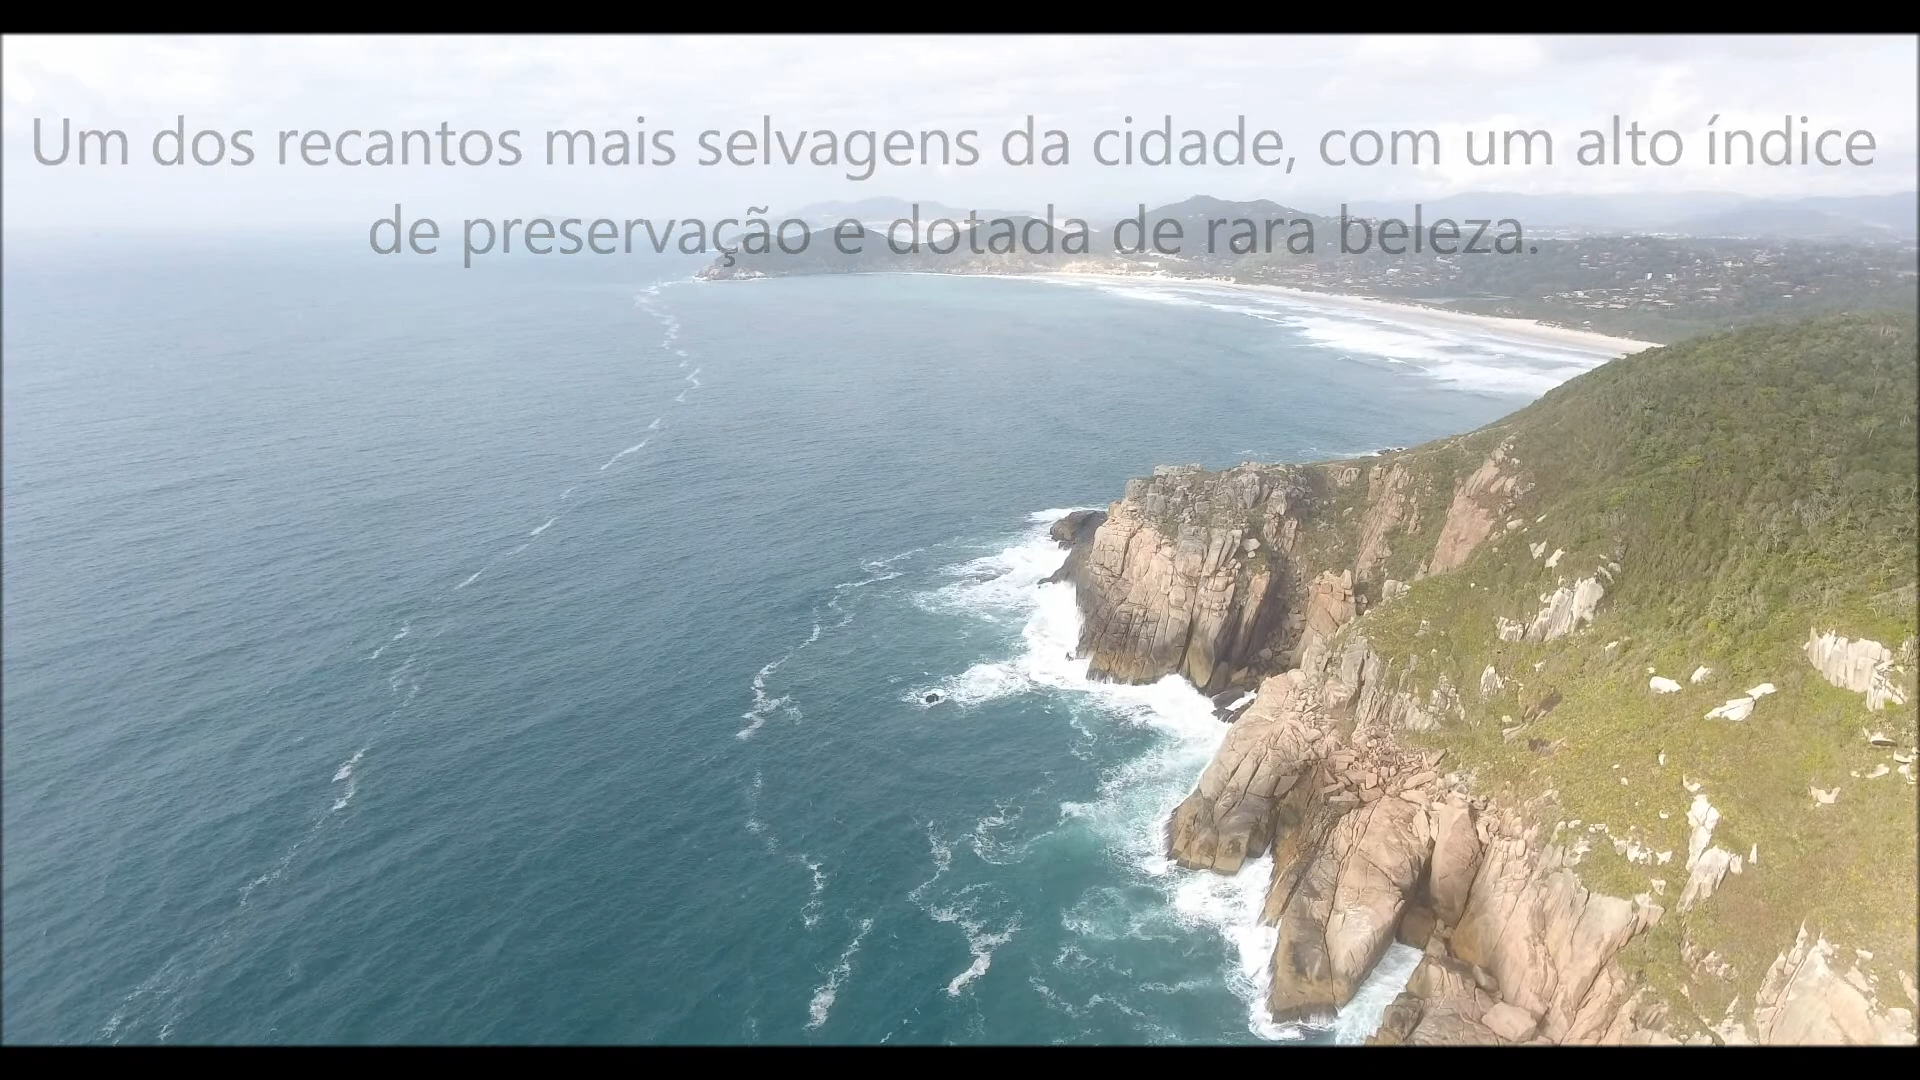 Um dos recantos mais selvagens da cidade, com um alto índice
de preservação e dotada de rara beleza.